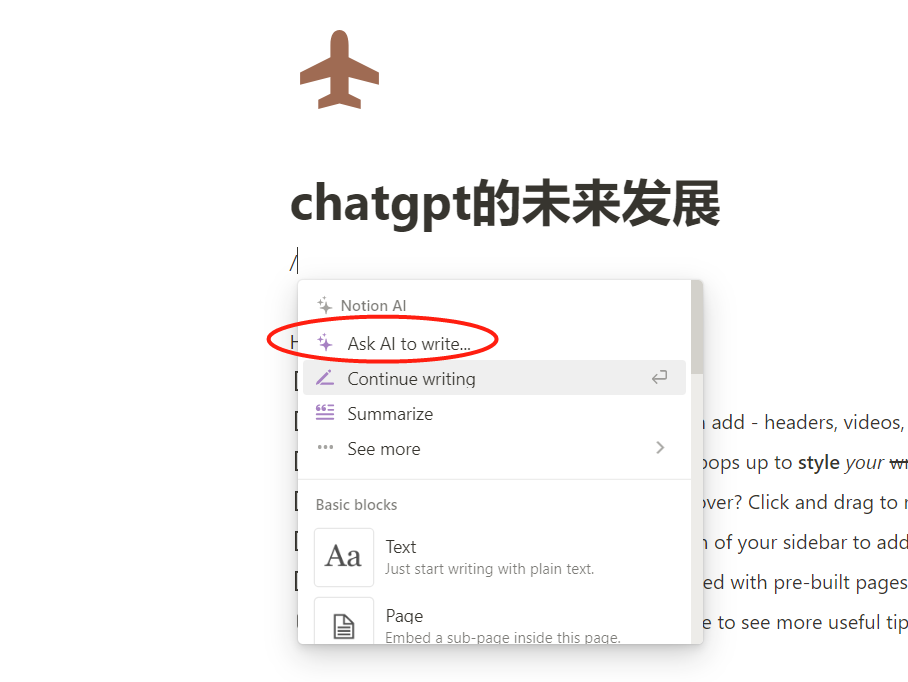 chatgpt的未来发展
/
Notion AI
Ask AI to write...
Continue writing
Summarize
See more
add - headers, videos,
pops up to style your
over? Click and drag to
of your sidebar to add
Basic blocks
Aa
Text
Just start writing with plain text.
with pre-built pages
Page
Embed a sub-page inside this page.
to see more useful